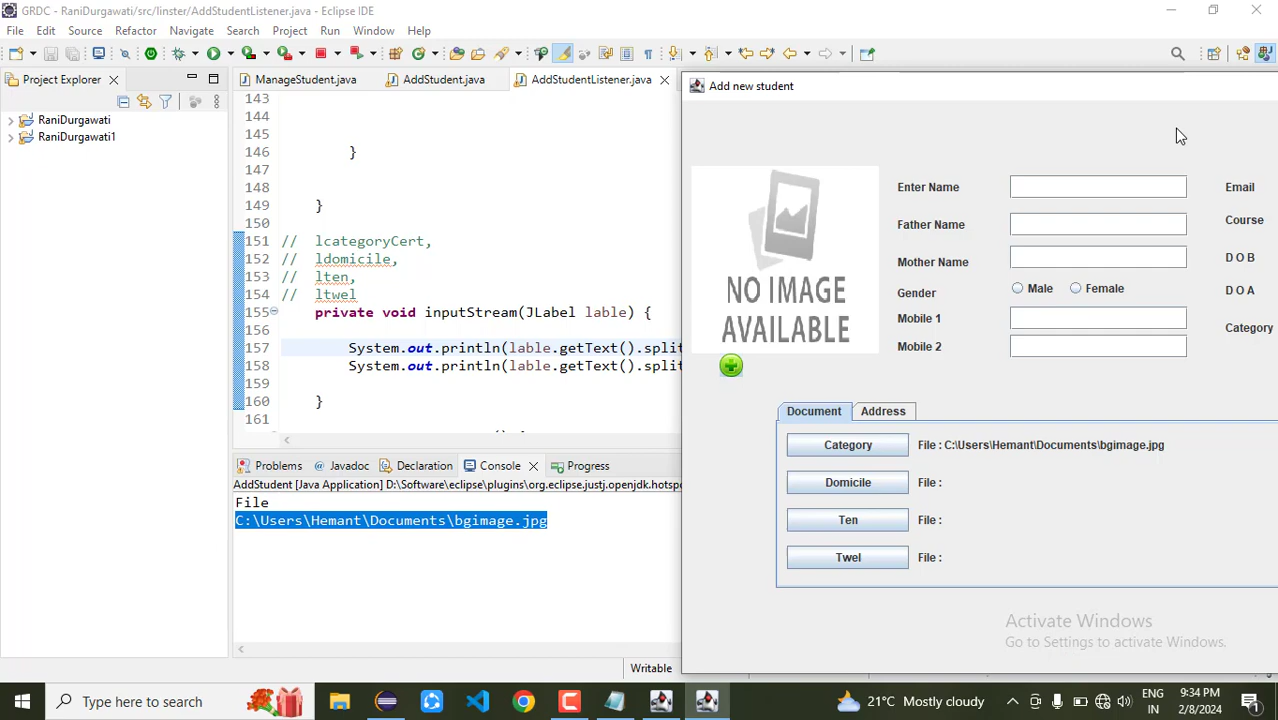 GRDC - RaniDurgawati/src/linster/AddStudentListener.java - Eclipse IDE
File Edit Source Refactor Navigate Search Project Run Window Help
Project Explorer
ManageStudent.java
AddStudent.java
AddStudentListener.java
RaniDurgawati
RaniDurgawati1
143
144
145
146 }
147
148
149 }
150
151 // lcategoryCert,
152 // ldomicile,
153 // lten,
154 // ltwel
155 private void inputStream(JLabel lable) {
156
157 System.out.println(lable.getText().split
158 System.out.println(lable.getText().split
159
160 }
161
Problems Javadoc Declaration Console Progress
AddStudent [Java Application] D:\Software\eclipse\plugins\org.eclipse.justj.openjdk.hotspo
File
C:\Users\Hemant\Documents\bgimage.jpg
Writable
Add new student
NO IMAGE
AVAILABLE
Enter Name
Email
Father Name
Course
Mother Name
D O B
Gender Male Female
D O A
Mobile 1
Category
Mobile 2
Document Address
Category File : C:\Users\Hemant\Documents\bgimage.jpg
Domicile File :
Ten File :
Twel File :
Activate Windows
Go to Settings to activate Windows.
Type here to search
21°C Mostly cloudy
ENG
IN
9:34 PM
2/8/2024
1